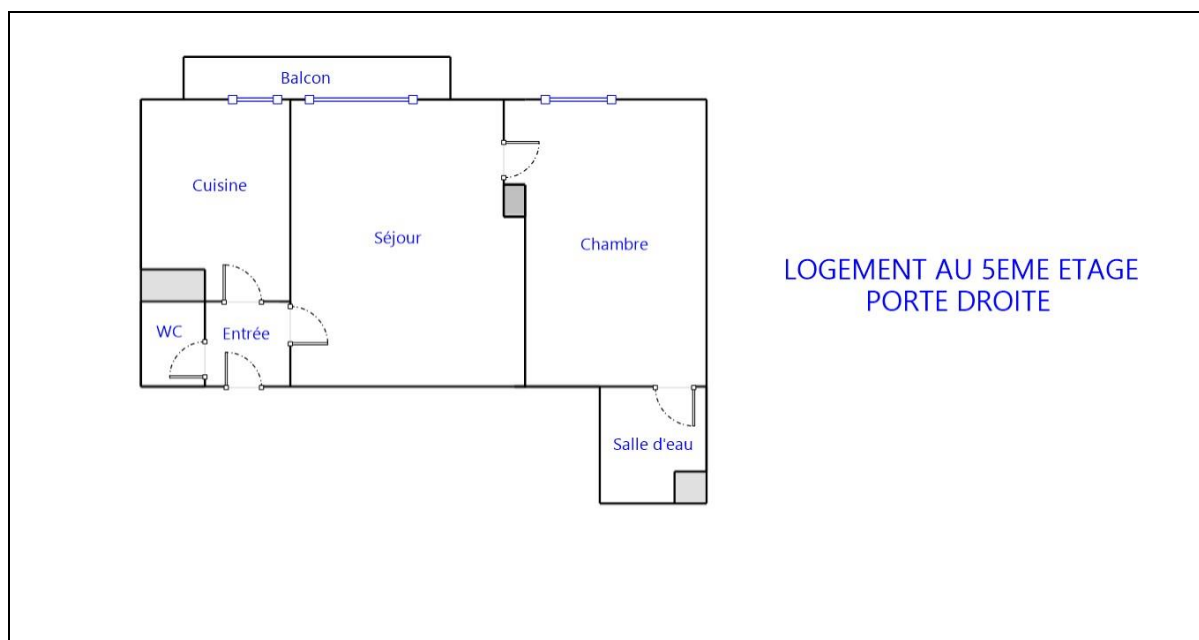 Balcon
Cuisine
Séjour
Chambre
LOGEMENT AU 5EME ETAGE
PORTE DROITE
WC
Entrée
Salle d'eau